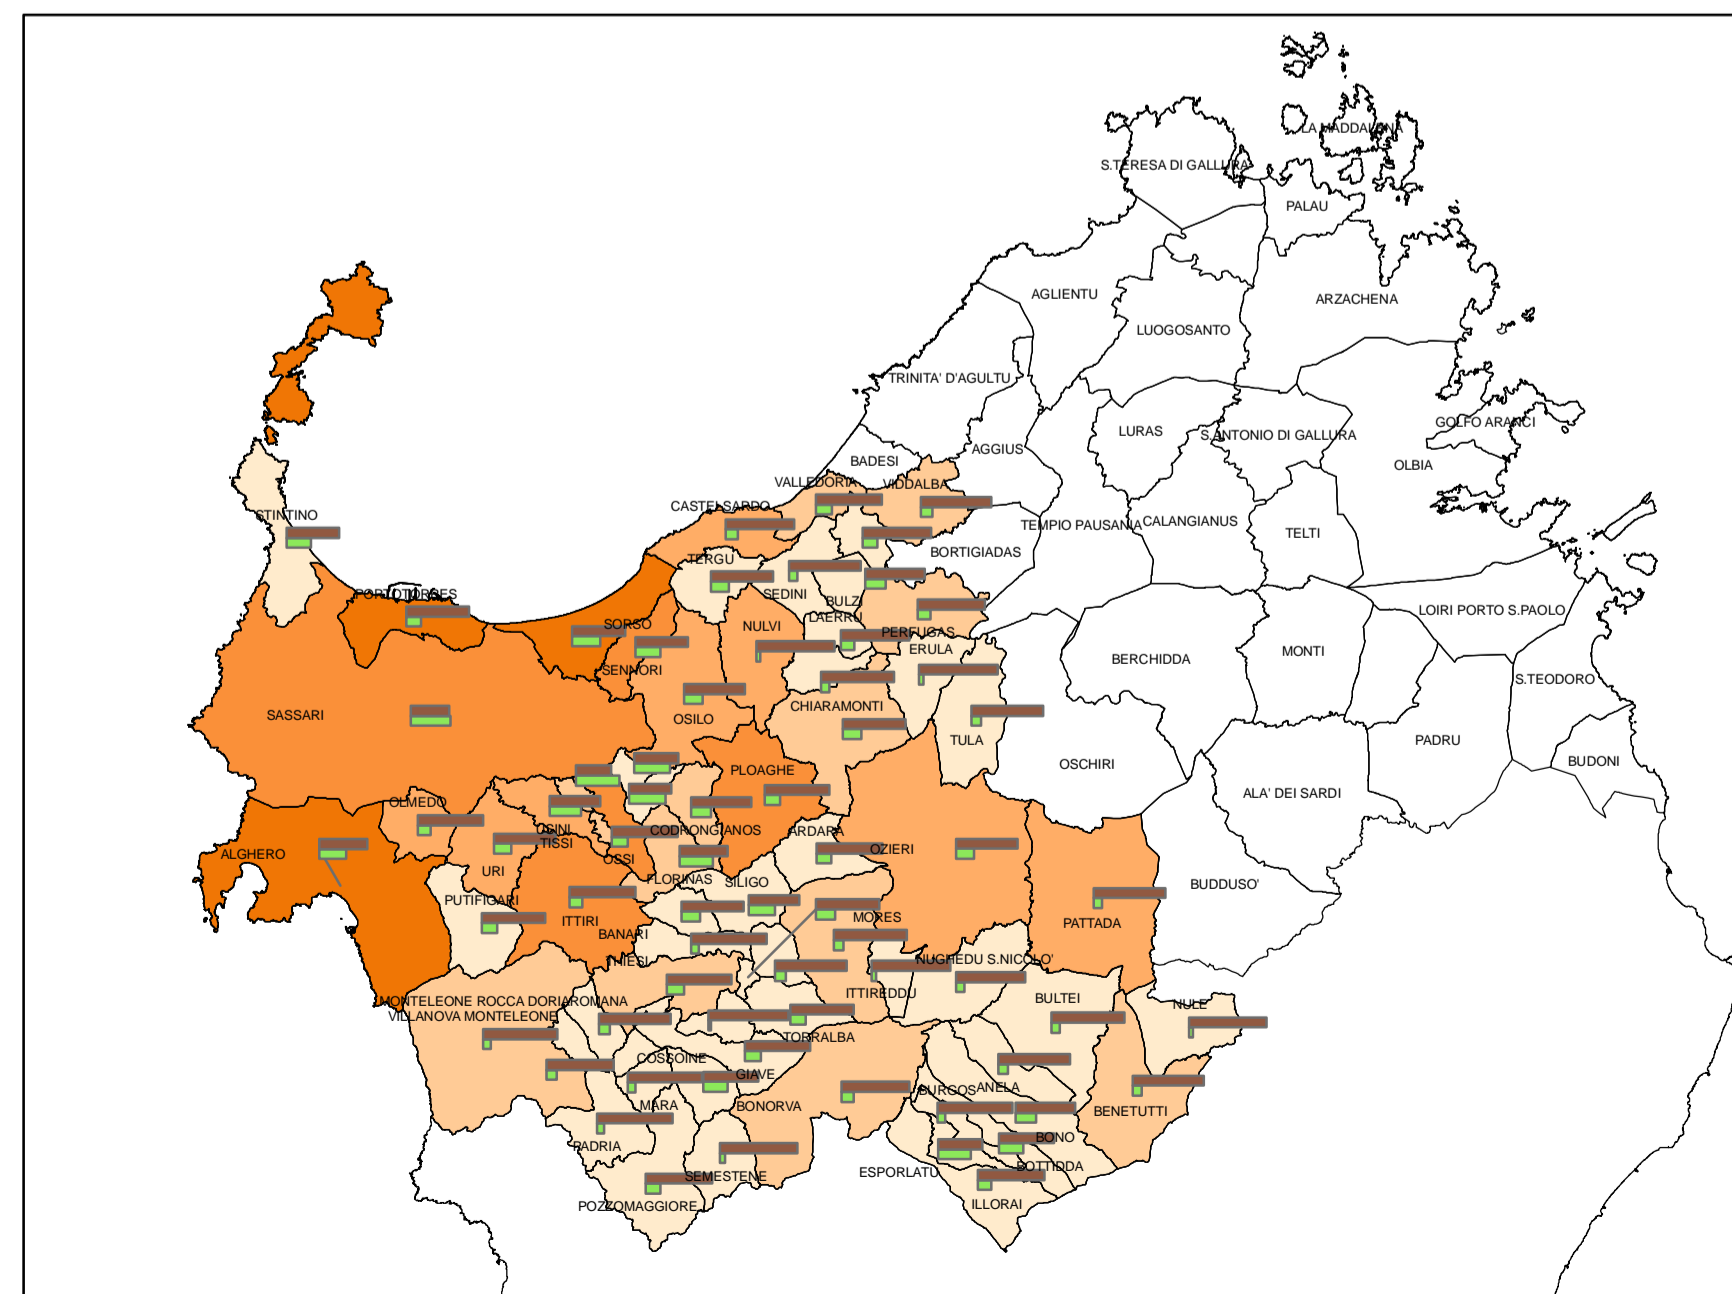 LA MADDALENA
S.TERESA DI GALLURA
PALAU
AGLIENTU
ARZACHENA
LUOGOSANTO
TRINITA' D'AGULTU
GOLFO ARANCI
LURAS
S.ANTONIO DI GALLURA
AGGIUS
BADESI
OLBIA
VALLEDORIA
VIDDALBA
CASTELSARDO
STINTINO
TEMPIO PAUSANIA
CALANGIANUS
TELTI
BORTIGIADAS
TERGU
SEDINI
PORTO TORRES
BULZI
LOIRI PORTO S.PAOLO
LAERRU
SORSO
NULVI
PERFUGAS
ERULA
MONTI
BERCHIDDA
SENNORI
S.TEODORO
CHIARAMONTI
SASSARI
OSILO
TULA
PADRU
BUDONI
OSCHIRI
PLOAGHE
ALA' DEI SARDI
OLMEDO
USINI
CODRONGIANOS
ARDARA
TISSI
OZIERI
ALGHERO
OSSI
URI
FLORINAS
SILIGO
BUDDUSO'
PUTIFIGARI
MORES
ITTIRI
PATTADA
BANARI
THIESI
NUGHEDU S.NICOLO'
ITTIREDDU
BULTEI
MONTELEONE ROCCA DORIA
ROMANA
NULE
VILLANOVA MONTELEONE
TORRALBA
COSSOINE
GIAVE
BURGOS
ANELA
MARA
BONORVA
BENETUTTI
BONO
PADRIA
BOTTIDDA
ESPORLATU
SEMESTENE
POZZOMAGGIORE
ILLORAI